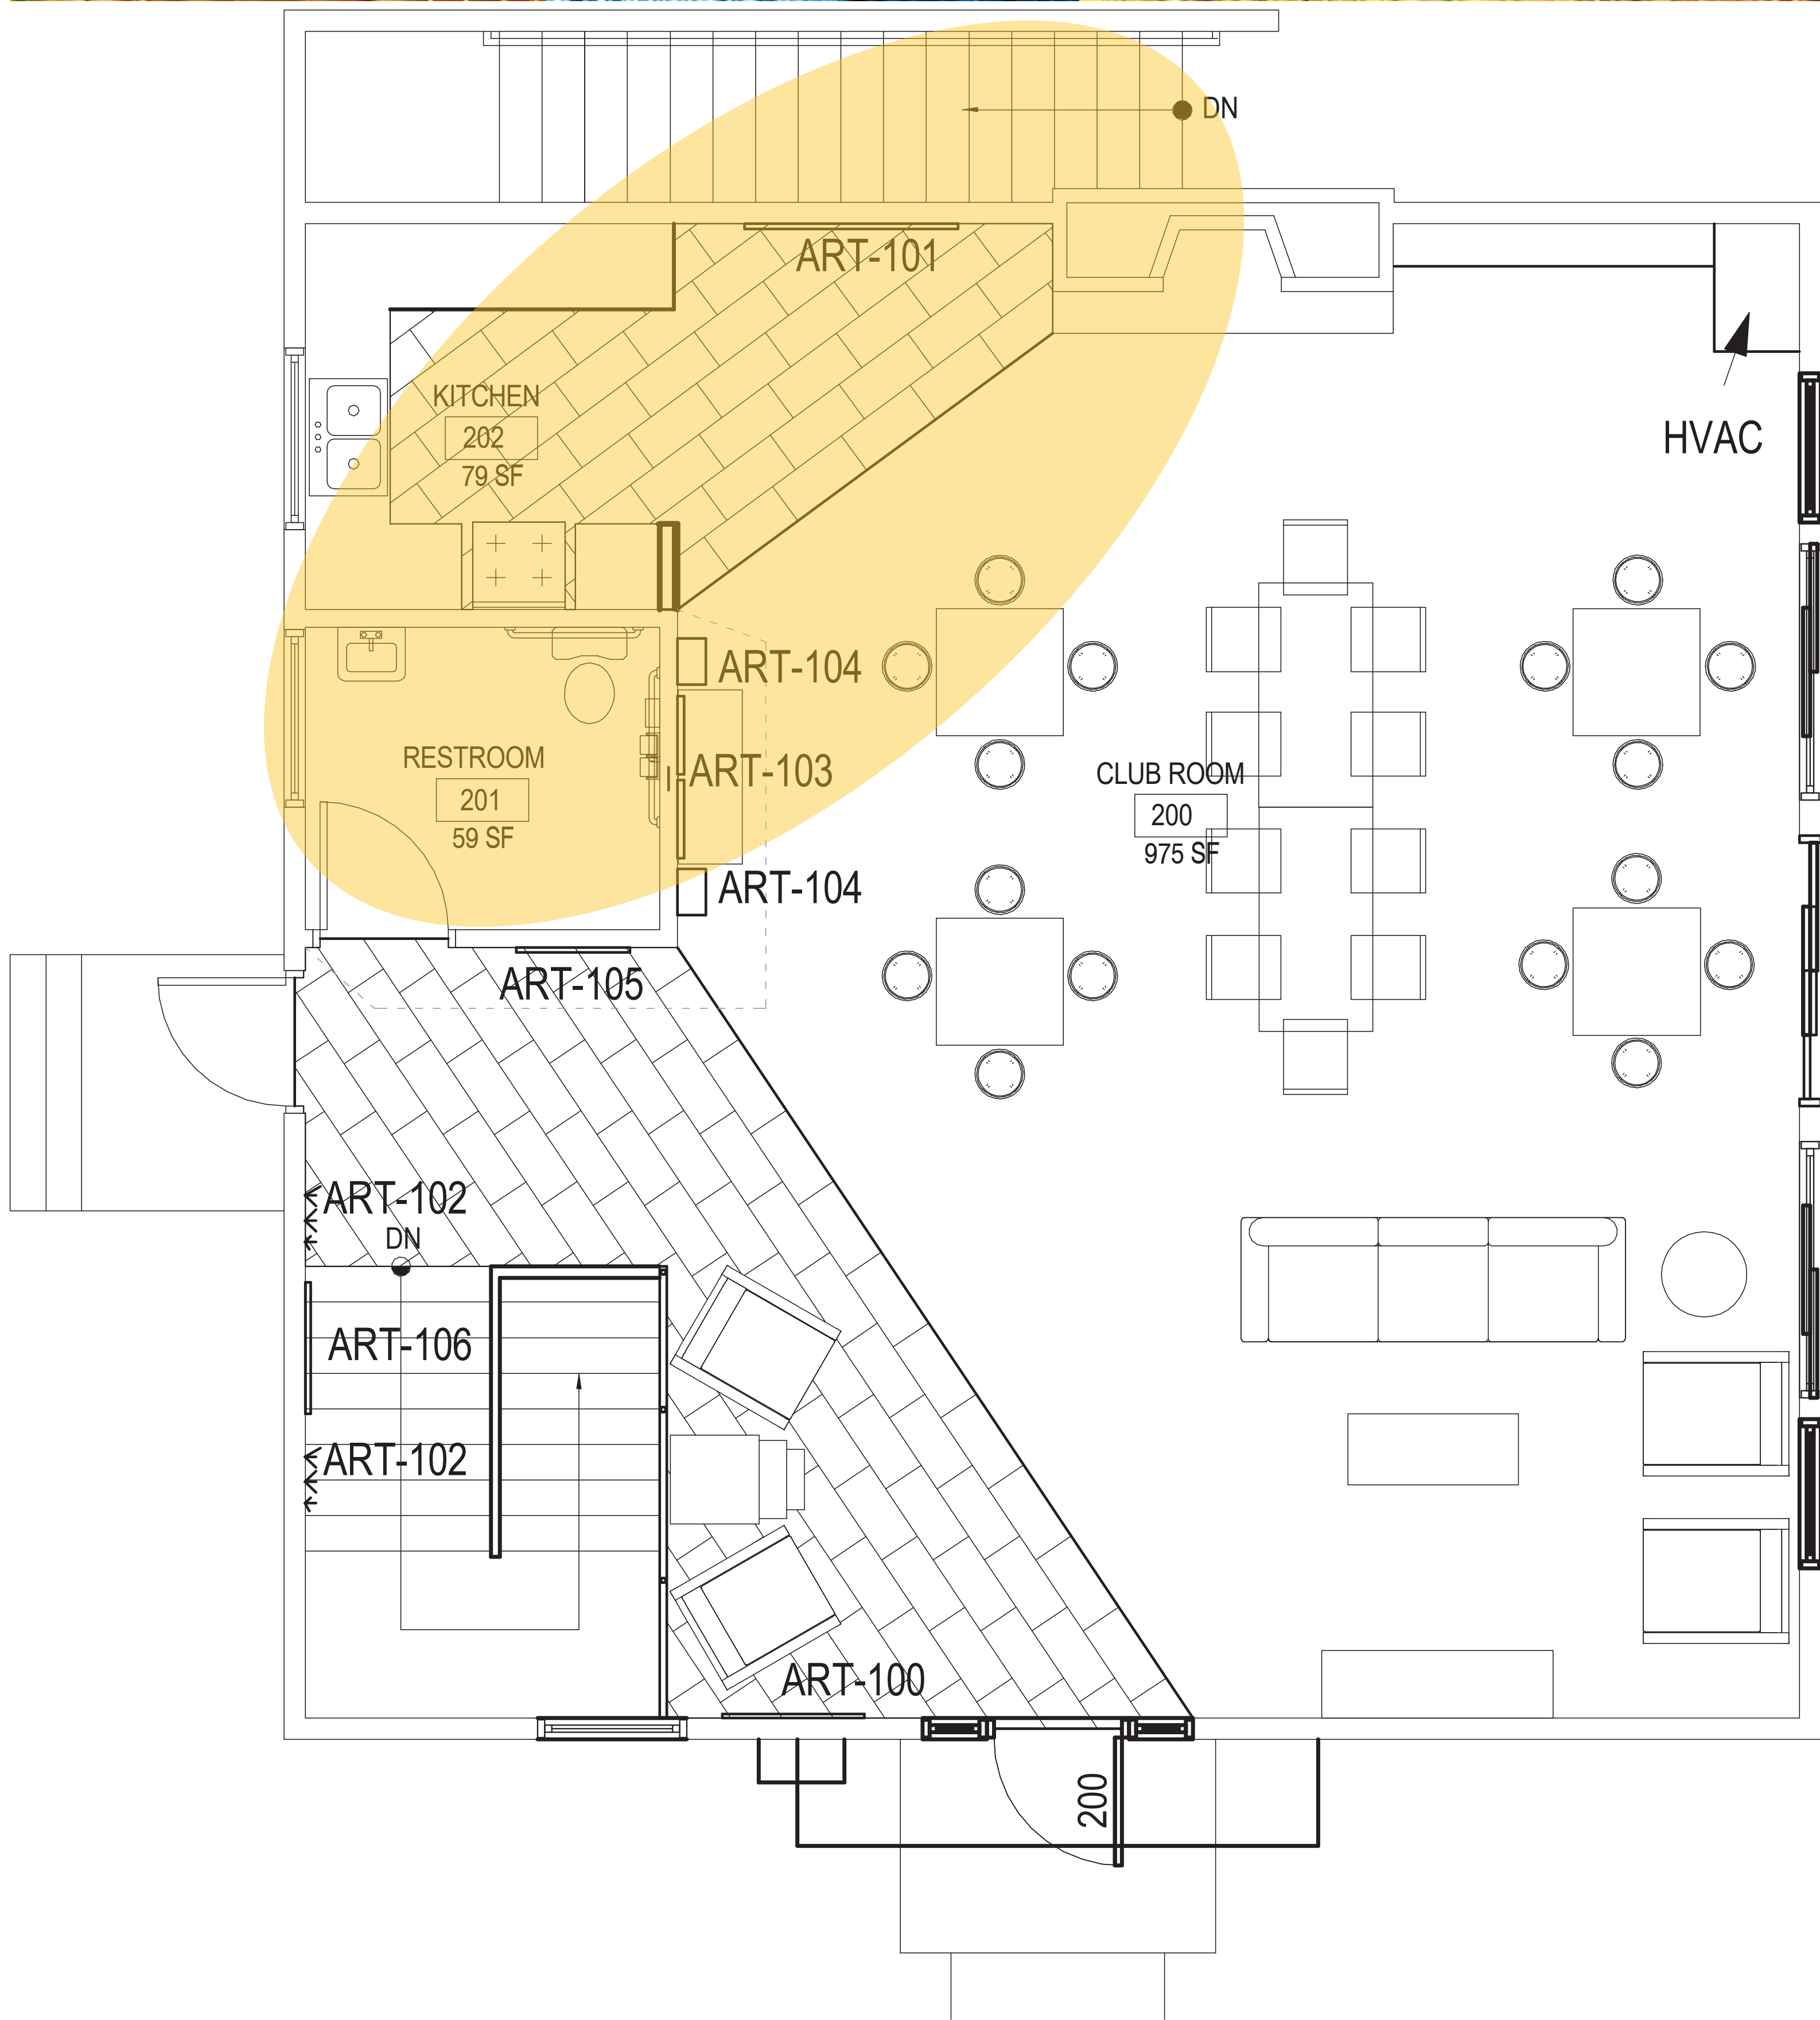 DN
ART-101
KITCHEN
202
79 SF
HVAC
ART-104
RESTROOM
201
59 SF
ART-103
CLUB ROOM
200
975 SF
ART-104
ART-105
ART-102
DN
ART-106
ART-102
ART-100
200